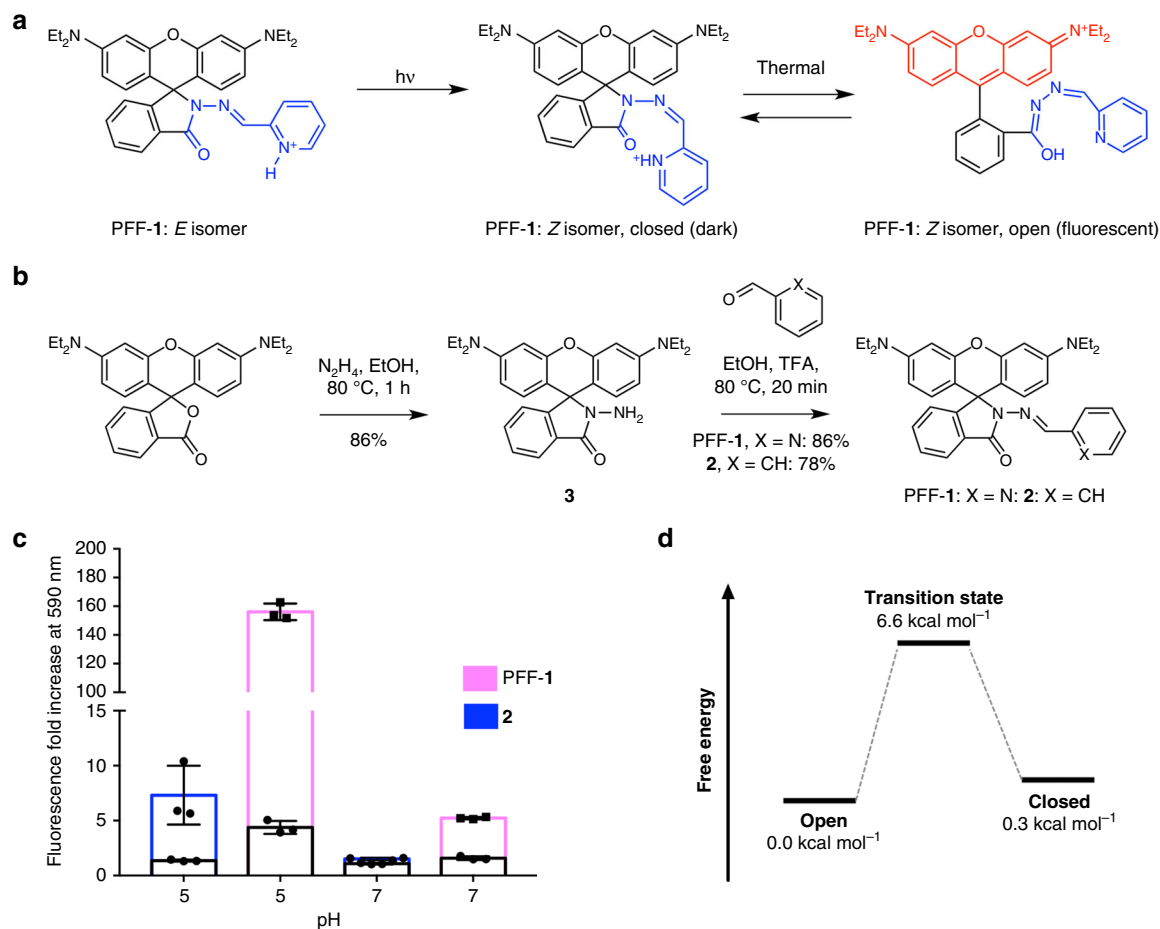 a
Et₂N
O
NEt₂
N
N
O
N⁺
H
PFF-1: E isomer
hν
Et₂N
O
NEt₂
N
N
O
⁺HN
PFF-1: Z isomer, closed (dark)
Thermal
Et₂N
O
N⁺Et₂
N
N
N
OH
PFF-1: Z isomer, open (fluorescent)
b
Et₂N
O
NEt₂
O
O
N₂H₄, EtOH,
80 °C, 1 h
86%
Et₂N
O
NEt₂
N
NH₂
O
3
O
X
EtOH, TFA,
80 °C, 20 min
PFF-1, X = N: 86%
2, X = CH: 78%
Et₂N
O
NEt₂
N
N
O
X
PFF-1: X = N: 2: X = CH
c
Fluorescence fold increase at 590 nm
200
180
160
140
120
100
15
10
5
0
5
5
7
7
pH
PFF-1
2
d
Free energy
Transition state
6.6 kcal mol⁻¹
Open
0.0 kcal mol⁻¹
Closed
0.3 kcal mol⁻¹